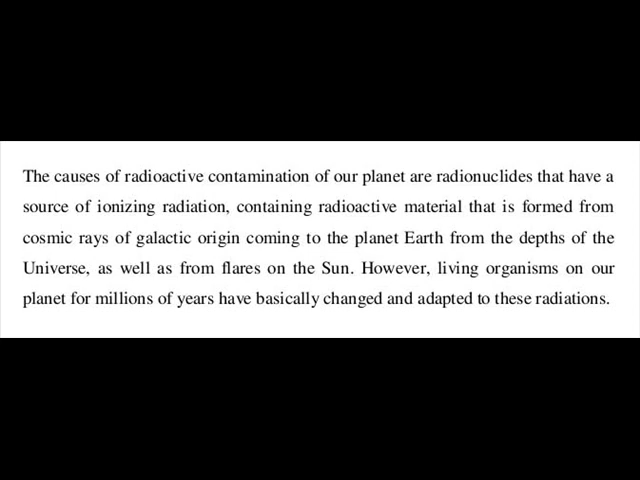 The causes of radioactive contamination of our planet are radionuclides that have a
source of ionizing radiation, containing radioactive material that is formed from
cosmic rays of galactic origin coming to the planet Earth from the depths of the
Universe, as well as from flares on the Sun. However, living organisms on our
planet for millions of years have basically changed and adapted to these radiations.